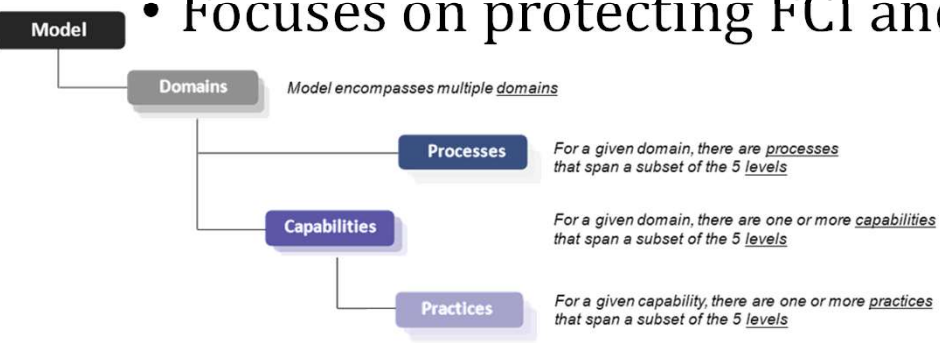 • Focuses on protecting FCI
Model
Domains
Model encompasses multiple domains
Processes
For a given domain, there are processes
that span a subset of the 5 levels
Capabilities
For a given domain, there are one or more capabilities
that span a subset of the 5 levels
Practices
For a given capability, there are one or more practices
that span a subset of the 5 levels